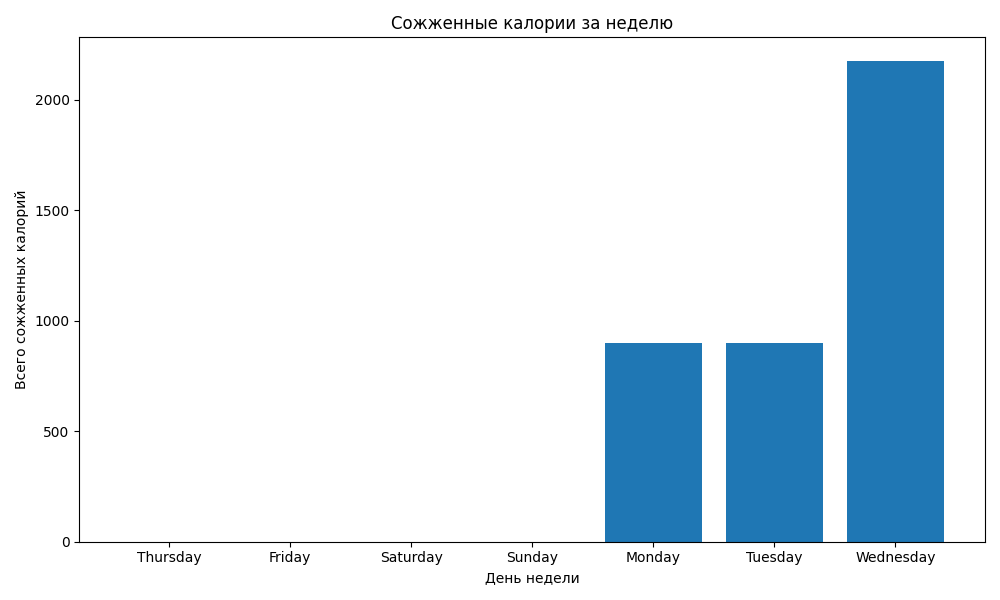 Сожженные калории за неделю
Всего сожженных калорий
2000
1500
1000
500
0
Thursday Friday Saturday Sunday Monday Tuesday Wednesday
День недели